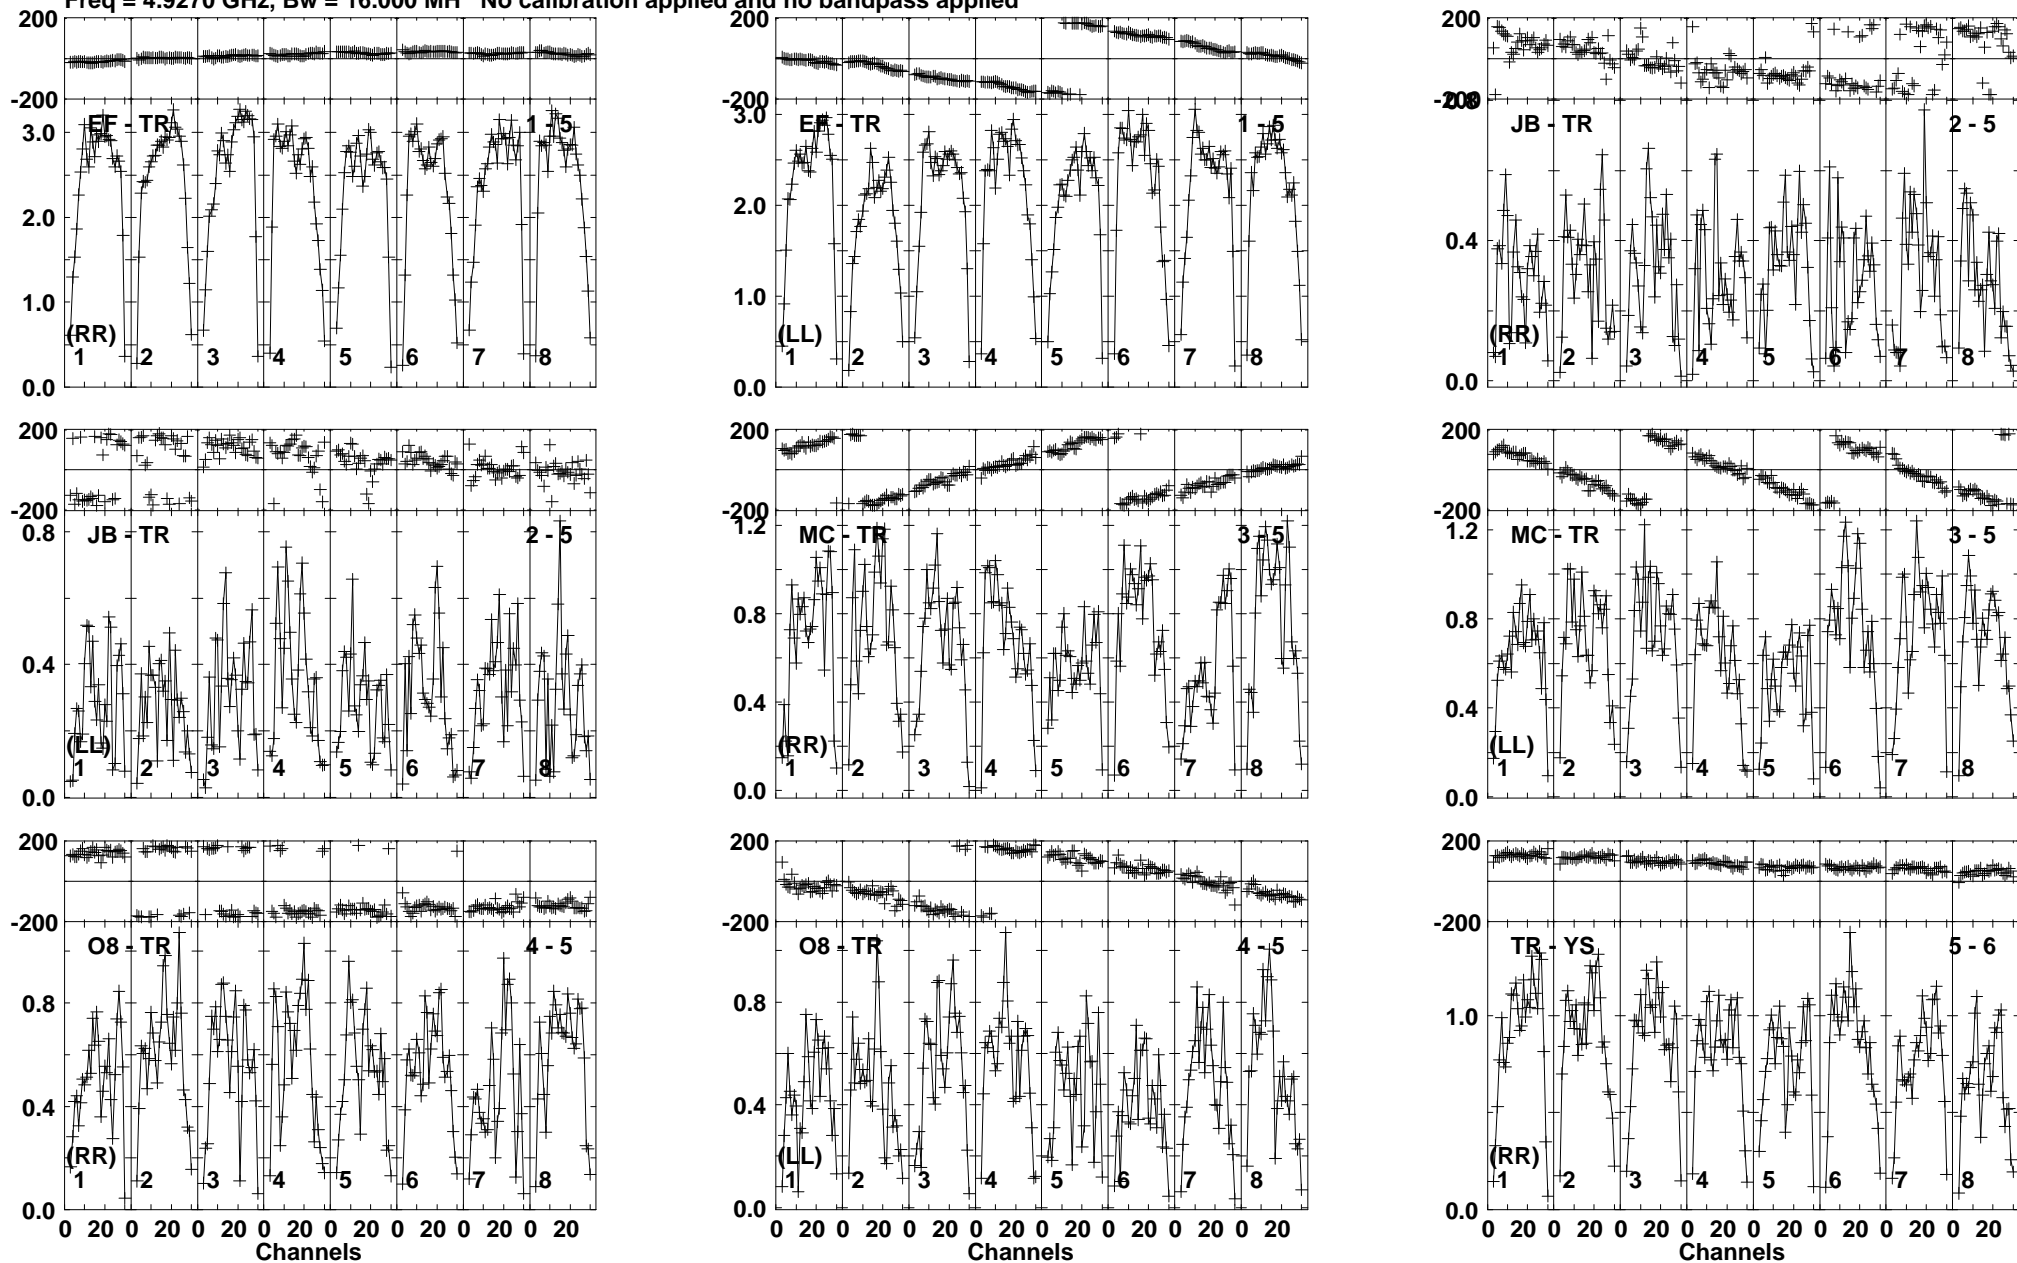 Freq = 4.9270 GHz, Bw = 16.000 MH   No calibration applied and no bandpass applied
200 200 200
-200 -200 -200
3.0 EF - TR 1 - 5 3.0 EF - TR 1 - 5 0.8 JB - TR 2 - 5
2.0 2.0 0.4
1.0 1.0
(RR) (LL) (RR)
1 2 3 4 5 6 7 8 1 2 3 4 5 6 7 8 1 2 3 4 5 6 7 8
0.0 0.0 0.0
200 200 200
-200 -200 -200
0.8 JB - TR 2 - 5 1.2 MC - TR 3 - 5 1.2 MC - TR 3 - 5
0.8 0.8
0.4 0.4 0.4
(LL) (RR) (LL)
1 2 3 4 5 6 7 8 1 2 3 4 5 6 7 8 1 2 3 4 5 6 7 8
0.0 0.0 0.0
200 200 200
-200 -200 -200
O8 - TR 4 - 5 O8 - TR 4 - 5 TR - YS 5 - 6
0.8 0.8 1.0
0.4 0.4
(RR) (LL) (RR)
1 2 3 4 5 6 7 8 1 2 3 4 5 6 7 8 1 2 3 4 5 6 7 8
0.0 0.0 0.0
0 20 0 20 0 20 0 20 0 20 0 20 0 20 0 20 0 20 0 20 0 20 0 20 0 20 0 20 0 20 0 20 0 20 0 20 0 20 0 20 0 20 0 20 0 20 0 20
Channels Channels Channels